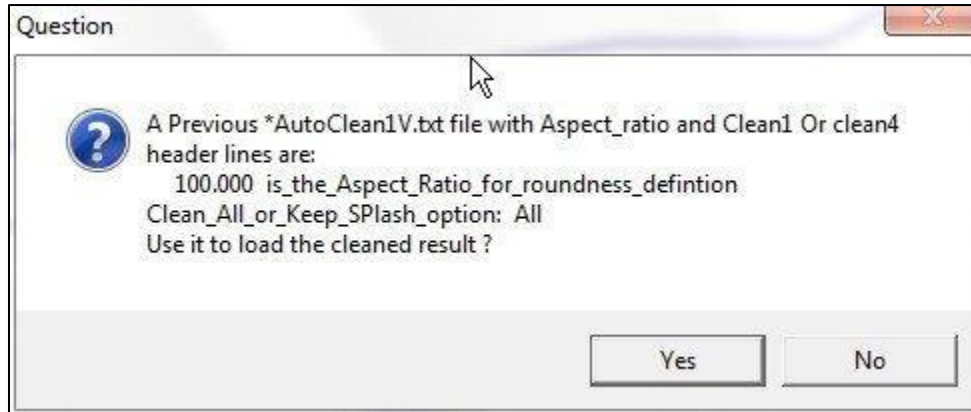 Question
A Previous *AutoClean1V.txt file with Aspect_ratio and Clean1 Or clean4
header lines are:
100.000 is_the_Aspect_Ratio_for_roundness_defintion
Clean_All_or_Keep_SPlash_option: All
Use it to load the cleaned result ?
Yes No